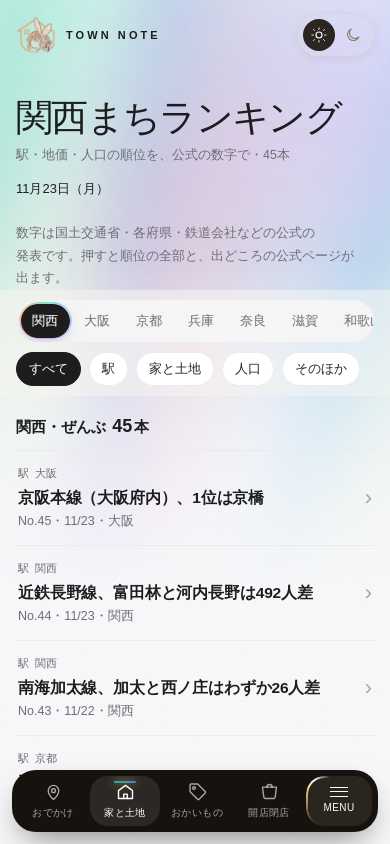 TOWN NOTE
関西まちランキング
駅・地価・人口の順位を、公式の数字で・45本
11月23日（月）
数字は国土交通省・各府県・鉄道会社などの公式の
発表です。押すと順位の全部と、出どころの公式ページが
出ます。
関西 大阪 京都 兵庫 奈良 滋賀 和歌
すべて 駅 家と土地 人口 そのほか
関西・ぜんぶ 45本
駅 大阪
京阪本線（大阪府内）、1位は京橋
No.45・11/23・大阪
駅 関西
近鉄長野線、富田林と河内長野は492人差
No.44・11/23・関西
駅 関西
南海加太線、加太と西ノ庄はわずか26人差
No.43・11/22・関西
駅 京都
おでかけ 家と土地 おかいもの 開店閉店 MENU